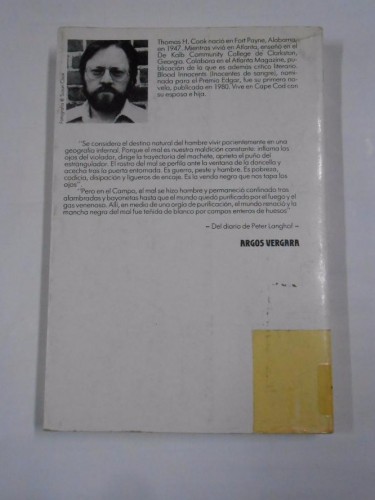 Thomas H. Cook nació en Fort Payne, Alabama,
en 1947. Mientras vivió en Atlanta, enseñó en el
De Kalb Community College de Clarkston,
Georgia. Colabora en el Atlanta Magazine, pu-
blicación de la que es además crítico literario.
Blood Innocents (Inocentes de sangre), nomi-
nada para el Premio Edgar, fue su primera no-
vela, publicada en 1980. Vive en Cape Cod con
su esposa e hija.
"Se considera el destino natural del hombre vivir pacientemente en una
geografía infernal. Porque el mal es nuestra maldición constante: inflama los
ojos del violador, dirige la trayectoria del machete, aprieta el puño del
estrangulador. El rostro del mal se perfila ante la ventana de la doncella y
acecha tras la puerta entornada. Es guerra, peste y hambre. Es pobreza,
codicia, disipación y ligueros de encaje. Es la venda negra que nos tapa los
ojos"
"Pero en el Campo, el mal se hizo hombre y permaneció confinado tras
alambradas y bayonetas hasta que el mundo quedó purificado por el fuego y el
gas venenoso. Allí, en medio de una orgía de purificación, el mundo renació y la
mancha negra del mal fue teñida de blanco por campos enteros de huesos"
– Del diario de Peter Langhof –
ARGOS VERGARA